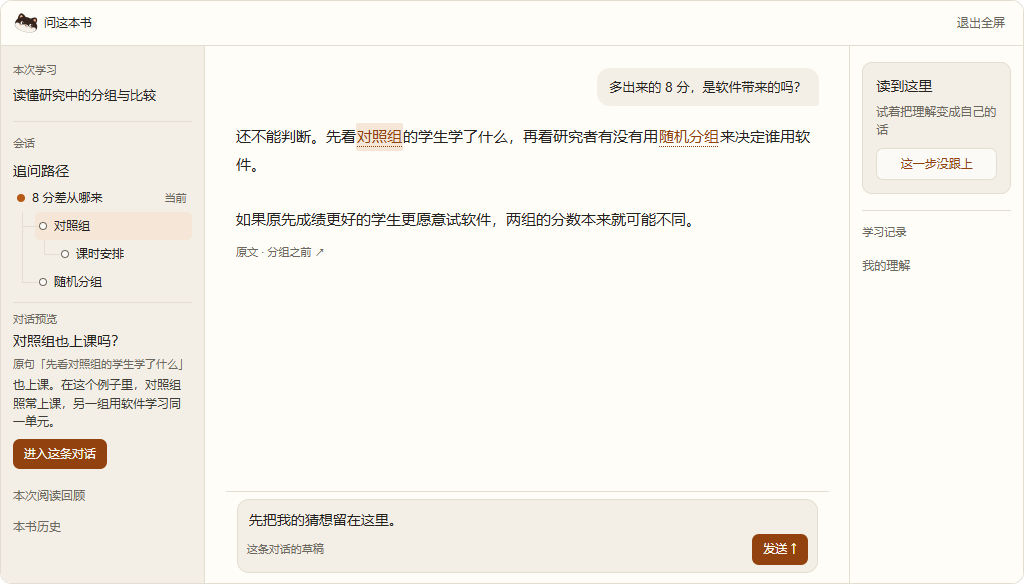 问这本书
退出全屏
本次学习
读懂研究中的分组与比较
会话
追问路径
8 分差从哪来
当前
对照组
课时安排
随机分组
对话预览
对照组也上课吗？
原句「先看对照组的学生学了什么」
也上课。在这个例子里，对照组
照常上课，另一组用软件学习同
一单元。
进入这条对话
本次阅读回顾
本书历史
多出来的 8 分，是软件带来的吗？
还不能判断。先看对照组的学生学了什么，再看研究者有没有用随机分组来决定谁用软
件。
如果原先成绩更好的学生更愿意试软件，两组的分数本来就可能不同。
原文 · 分组之前 ↗
先把我的猜想留在这里。
这条对话的草稿
发送 ↑
读到这里
试着把理解变成自己的
话
这一步没跟上
学习记录
我的理解